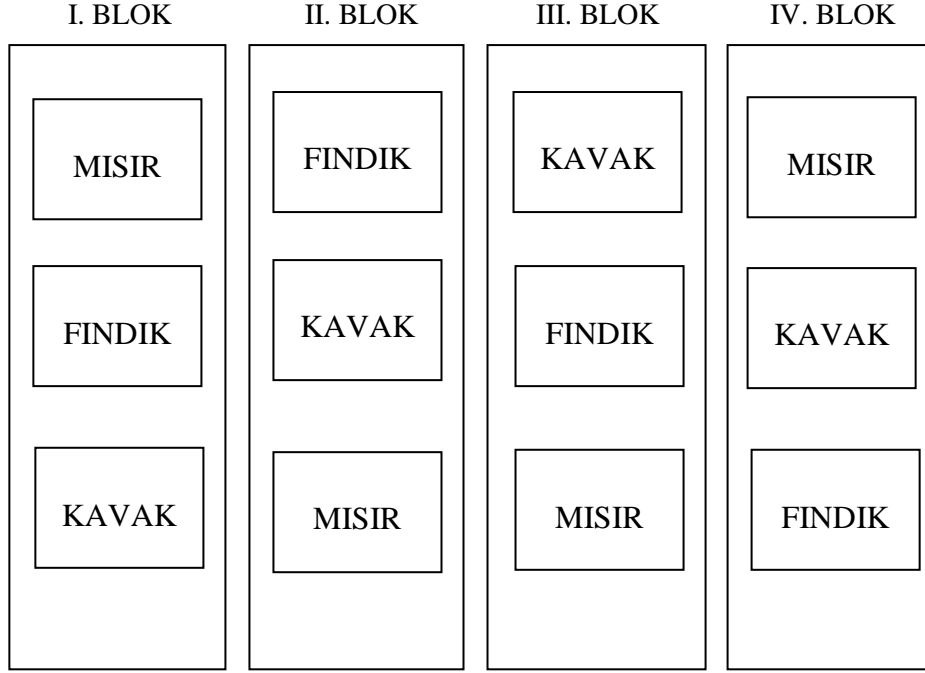 I. BLOK II. BLOK III. BLOK IV. BLOK
MISIR FINDIK KAVAK MISIR
FINDIK KAVAK FINDIK KAVAK
KAVAK MISIR MISIR FINDIK